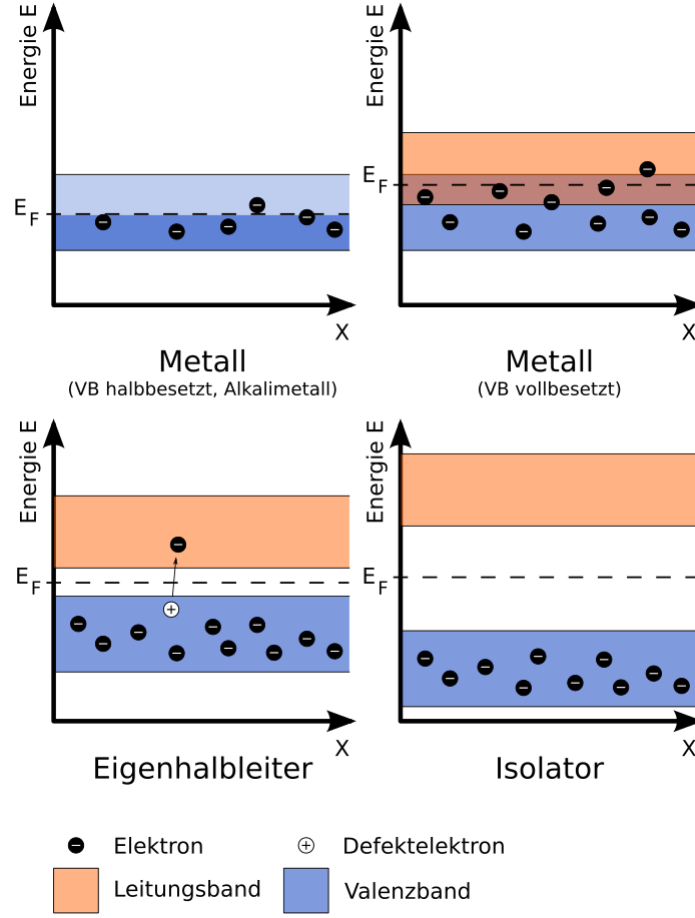 Energie E
E_F
X
Metall
(VB halbbesetzt, Alkalimetall)
Energie E
E_F
X
Metall
(VB vollbesetzt)
Energie E
E_F
X
Eigenhalbleiter
Energie E
E_F
X
Isolator
Elektron
Defektelektron
Leitungsband
Valenzband